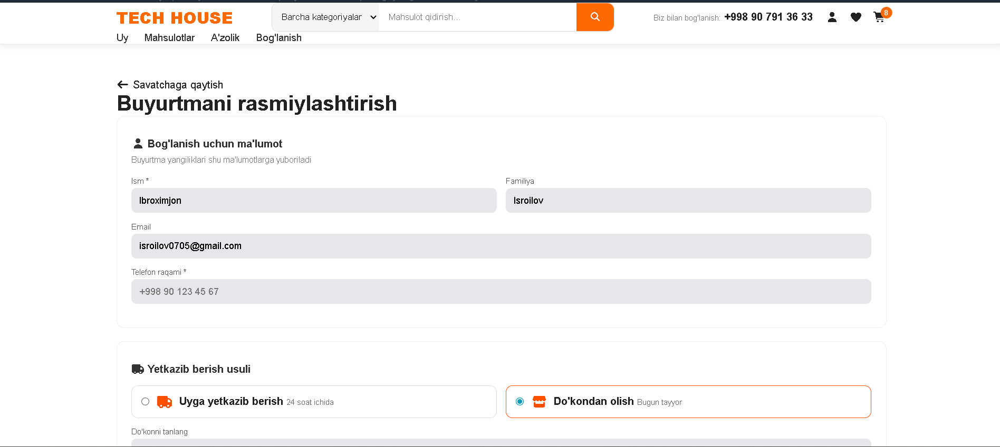 TECH HOUSE
Barcha kategoriyalar
Mahsulot qidirish...
Biz bilan bog'lanish: +998 90 791 36 33
8
Uy Mahsulotlar A'zolik Bog'lanish
Savatchaga qaytish
Buyurtmani rasmiylashtirish
Bog'lanish uchun ma'lumot
Buyurtma yangiliklari shu ma'lumotlarga yuboriladi
Ism * Familiya
Ibroximjon Isroilov
Email
isroilov0705@gmail.com
Telefon raqami *
+998 90 123 45 67
Yetkazib berish usuli
Uyga yetkazib berish 24 soat ichida
Do'kondan olish Bugun tayyor
Do'konni tanlang